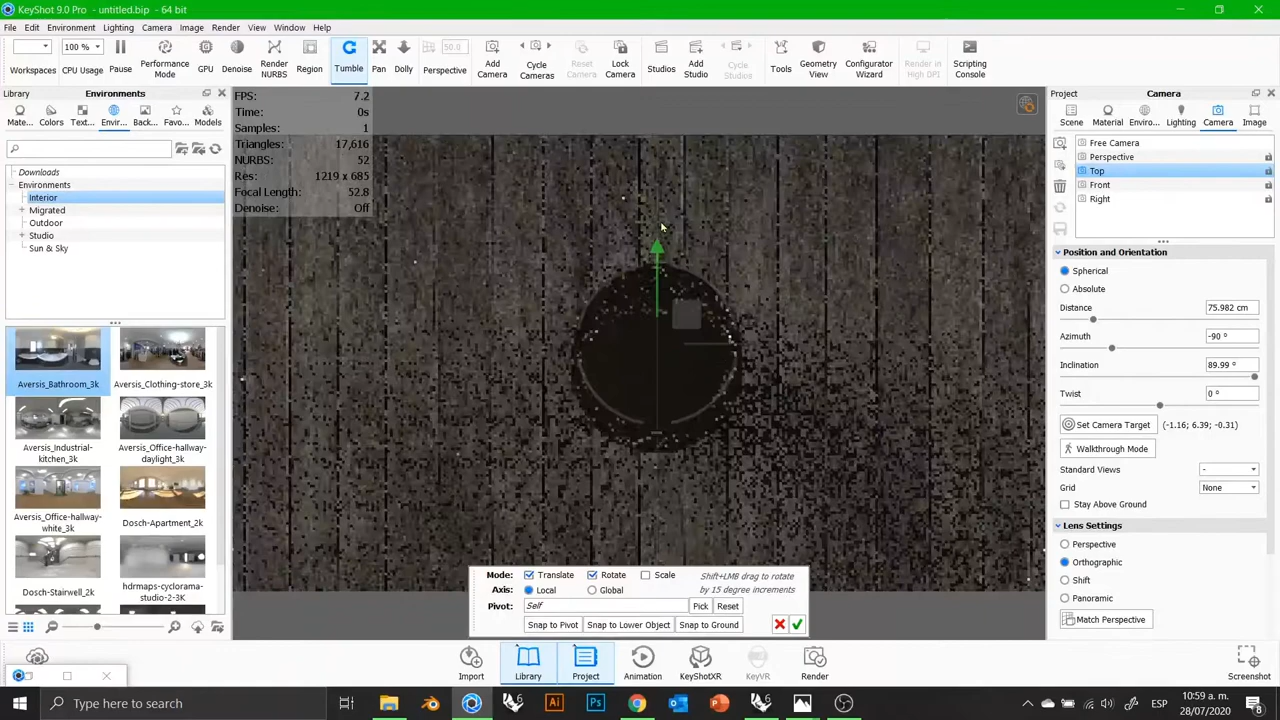 KeyShot 9.0 Pro - untitled.bip - 64 bit
File Edit Environment Lighting Camera Image Render View Window Help
100 %
50.0
Workspaces CPU Usage Pause Performance Mode GPU Denoise Render NURBS Region Tumble Pan Dolly Perspective Add Camera Cycle Cameras Reset Camera Lock Camera Studios Add Studio Cycle Studios Tools Geometry View Configurator Wizard Render in High DPI Scripting Console
Library Environments
Mate... Colors Text... Envir... Back... Favo... Models
Downloads
Environments
Interior
Migrated
Outdoor
Studio
Sun & Sky
Aversis_Bathroom_3k Aversis_Clothing-store_3k
Aversis_Industrial-kitchen_3k Aversis_Office-hallway-daylight_3k
Aversis_Office-hallway-white_3k Dosch-Apartment_2k
Dosch-Stairwell_2k hdrmaps-cyclorama-studio-2-3K
FPS: 7.2
Time: 0s
Samples: 1
Triangles: 17,616
NURBS: 52
Res: 1219 x 685
Focal Length: 52.8
Denoise: Off
Mode: Translate Rotate Scale Shift+LMB drag to rotate by 15 degree increments
Axis: Local Global
Pivot: Self Pick Reset
Snap to Pivot Snap to Lower Object Snap to Ground
Project Camera
Scene Material Enviro... Lighting Camera Image
Free Camera
Perspective
Top
Front
Right
Position and Orientation
Spherical
Absolute
Distance 75.982 cm
Azimuth -90 °
Inclination 89.99 °
Twist 0 °
Set Camera Target (-1.16; 6.39; -0.31)
Walkthrough Mode
Standard Views -
Grid None
Stay Above Ground
Lens Settings
Perspective
Orthographic
Shift
Panoramic
Match Perspective
Import Library Project Animation KeyShotXR KeyVR Render Screenshot
Type here to search
6 Ai Ps 6
ESP
10:59 a. m.
28/07/2020
8